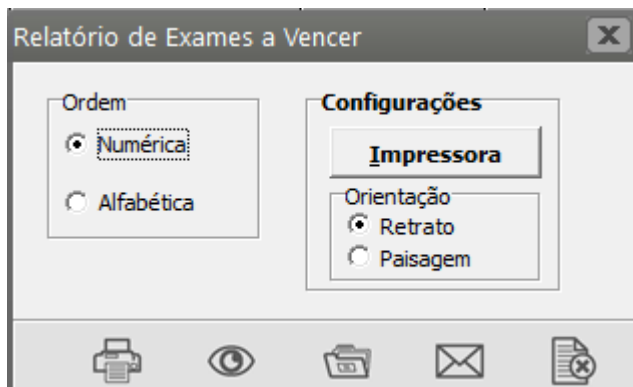 Relatório de Exames a Vencer
Ordem
Numérica
Alfabética
Configurações
Impressora
Orientação
Retrato
Paisagem